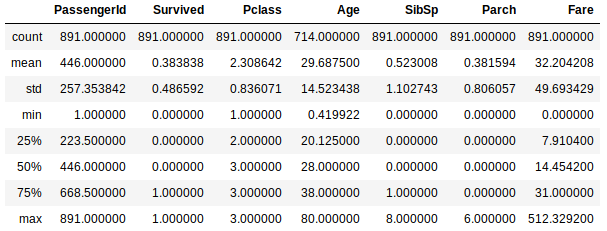 PassengerId Survived Pclass Age SibSp Parch Fare
count 891.000000 891.000000 891.000000 714.000000 891.000000 891.000000 891.000000
mean 446.000000 0.383838 2.308642 29.687500 0.523008 0.381594 32.204208
std 257.353842 0.486592 0.836071 14.523438 1.102743 0.806057 49.693429
min 1.000000 0.000000 1.000000 0.419922 0.000000 0.000000 0.000000
25% 223.500000 0.000000 2.000000 20.125000 0.000000 0.000000 7.910400
50% 446.000000 0.000000 3.000000 28.000000 0.000000 0.000000 14.454200
75% 668.500000 1.000000 3.000000 38.000000 1.000000 0.000000 31.000000
max 891.000000 1.000000 3.000000 80.000000 8.000000 6.000000 512.329200